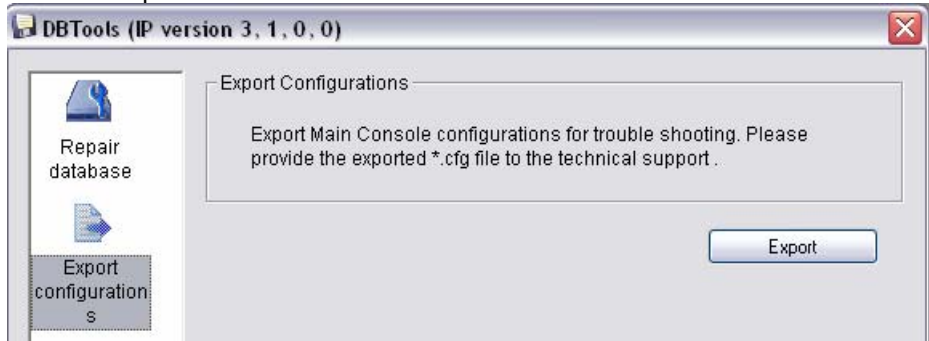 DBTools (IP version 3, 1, 0, 0)
Repair
database
Export
configuration
s
Export Configurations
Export Main Console configurations for trouble shooting. Please
provide the exported *.cfg file to the technical support .
Export